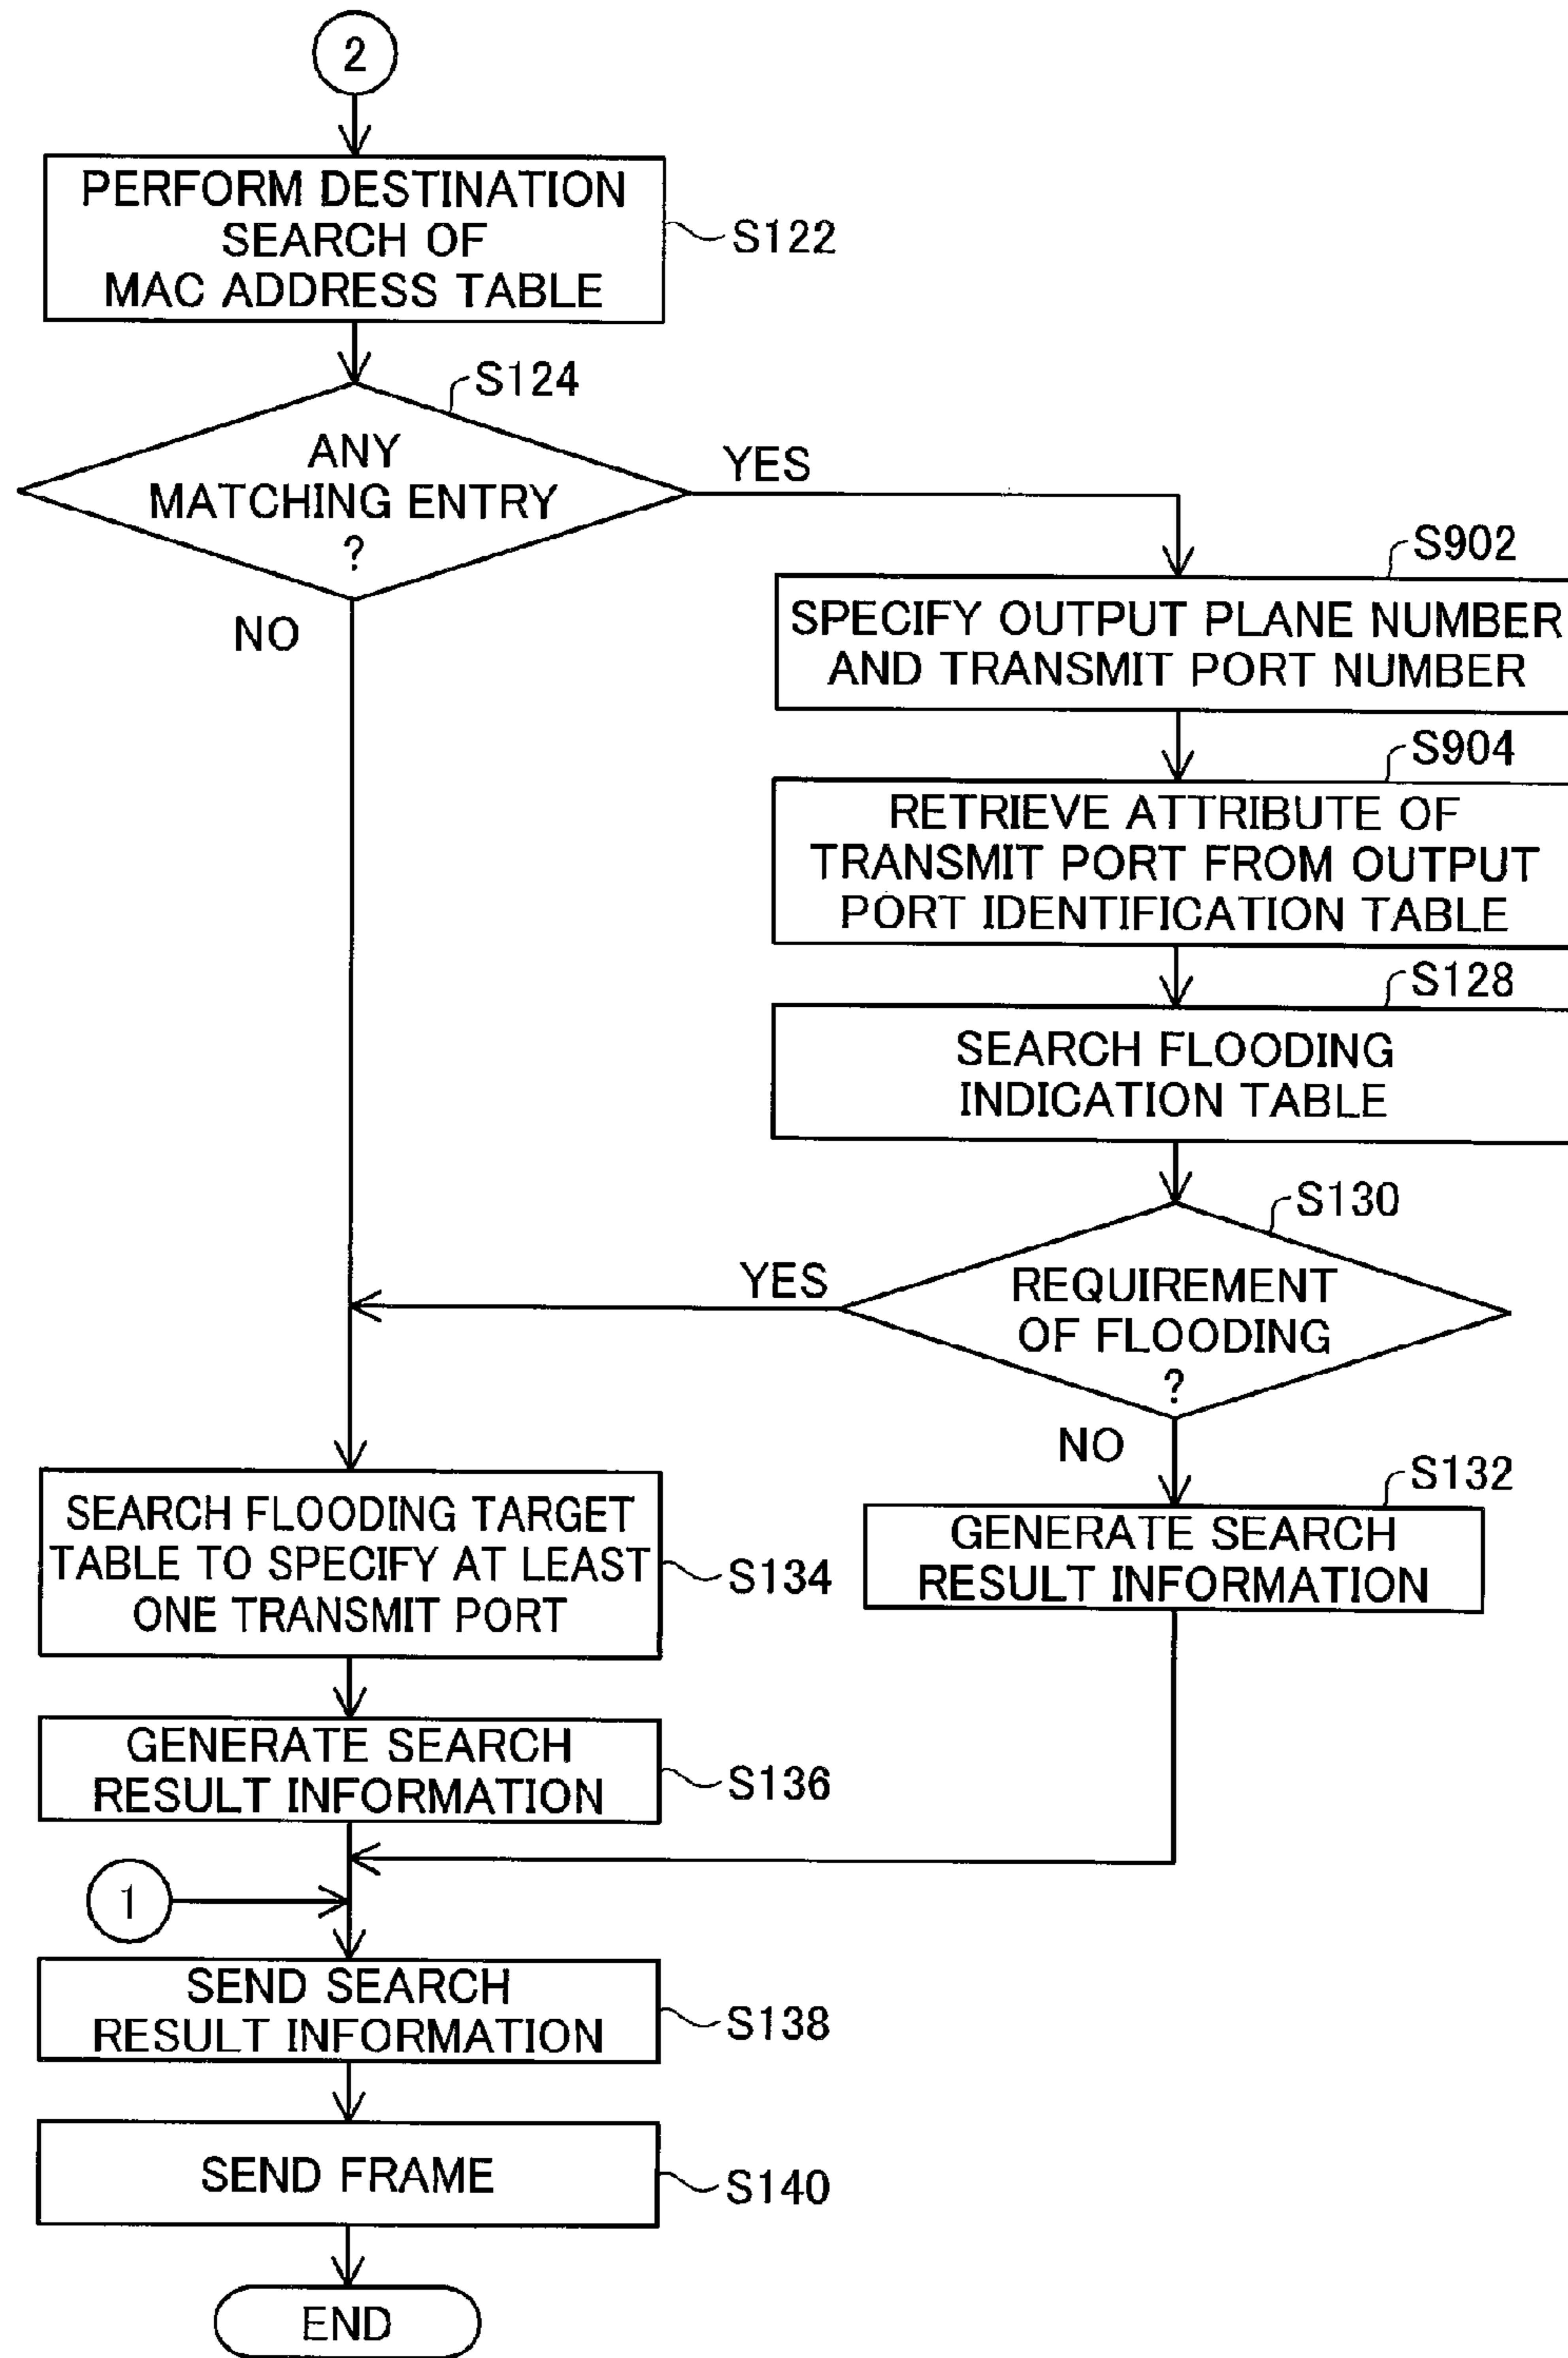 2
PERFORM DESTINATION
SEARCH OF
MAC ADDRESS TABLE
S122
S124
ANY
MATCHING ENTRY
?
YES
NO
S902
SPECIFY OUTPUT PLANE NUMBER
AND TRANSMIT PORT NUMBER
S904
RETRIEVE ATTRIBUTE OF
TRANSMIT PORT FROM OUTPUT
PORT IDENTIFICATION TABLE
S128
SEARCH FLOODING
INDICATION TABLE
S130
REQUIREMENT
OF FLOODING
?
YES
NO
S132
GENERATE SEARCH
RESULT INFORMATION
SEARCH FLOODING TARGET
TABLE TO SPECIFY AT LEAST
ONE TRANSMIT PORT
S134
GENERATE SEARCH
RESULT INFORMATION
S136
1
SEND SEARCH
RESULT INFORMATION
S138
SEND FRAME
S140
END